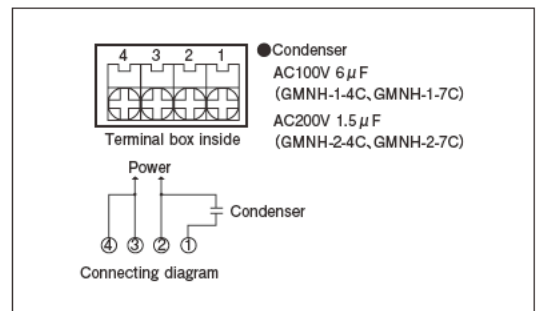 4 3 2 1
●Condenser
AC100V 6μF
(GMNH-1-4C、GMNH-1-7C)
AC200V 1.5μF
(GMNH-2-4C、GMNH-2-7C)
Terminal box inside
Power
Condenser
④ ③ ② ①
Connecting diagram